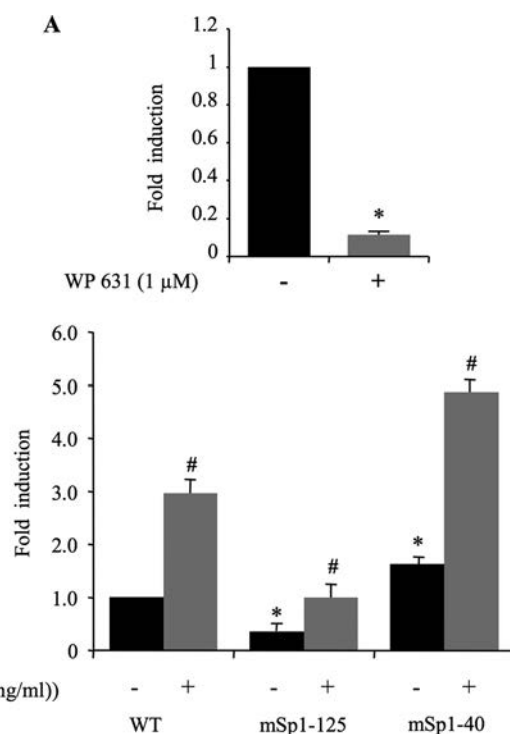 A
1.2
1
0.8
0.6
0.4
0.2
0
Fold induction
*
WP 631 (1 µM)
- +
6.0
5.0
4.0
3.0
2.0
1.0
0
Fold induction
# * # * #
ng/ml))
- + - + - +
WT mSp1-125 mSp1-40